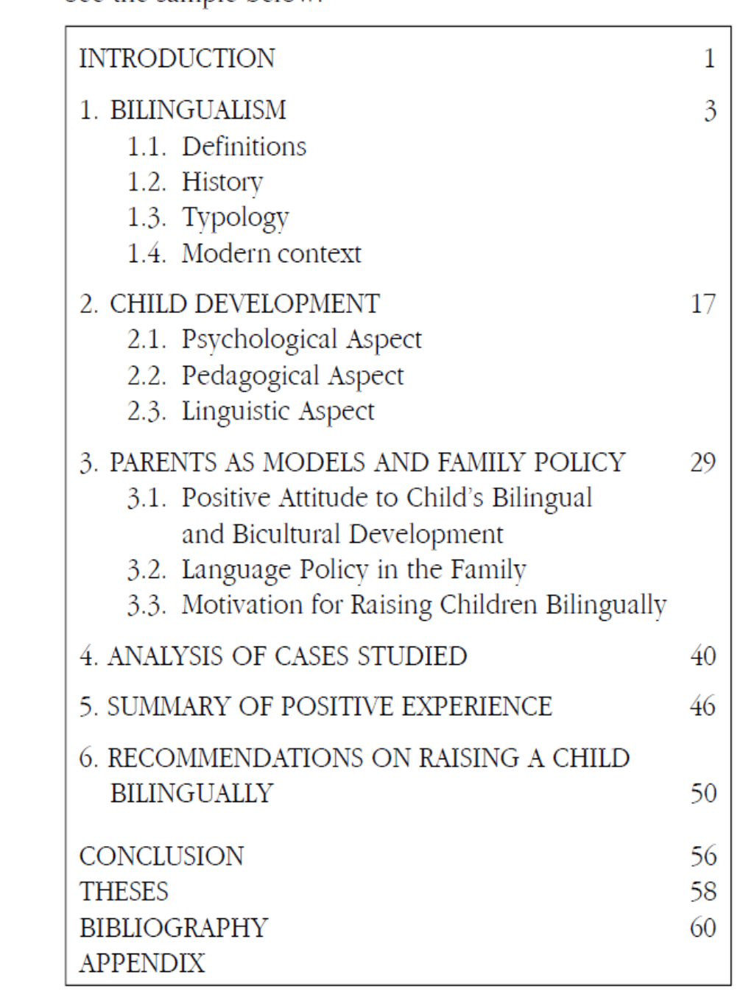 see the sample below:
INTRODUCTION 1
1. BILINGUALISM 3
1.1. Definitions
1.2. History
1.3. Typology
1.4. Modern context
2. CHILD DEVELOPMENT 17
2.1. Psychological Aspect
2.2. Pedagogical Aspect
2.3. Linguistic Aspect
3. PARENTS AS MODELS AND FAMILY POLICY 29
3.1. Positive Attitude to Child’s Bilingual
and Bicultural Development
3.2. Language Policy in the Family
3.3. Motivation for Raising Children Bilingually
4. ANALYSIS OF CASES STUDIED 40
5. SUMMARY OF POSITIVE EXPERIENCE 46
6. RECOMMENDATIONS ON RAISING A CHILD
BILINGUALLY 50
CONCLUSION 56
THESES 58
BIBLIOGRAPHY 60
APPENDIX